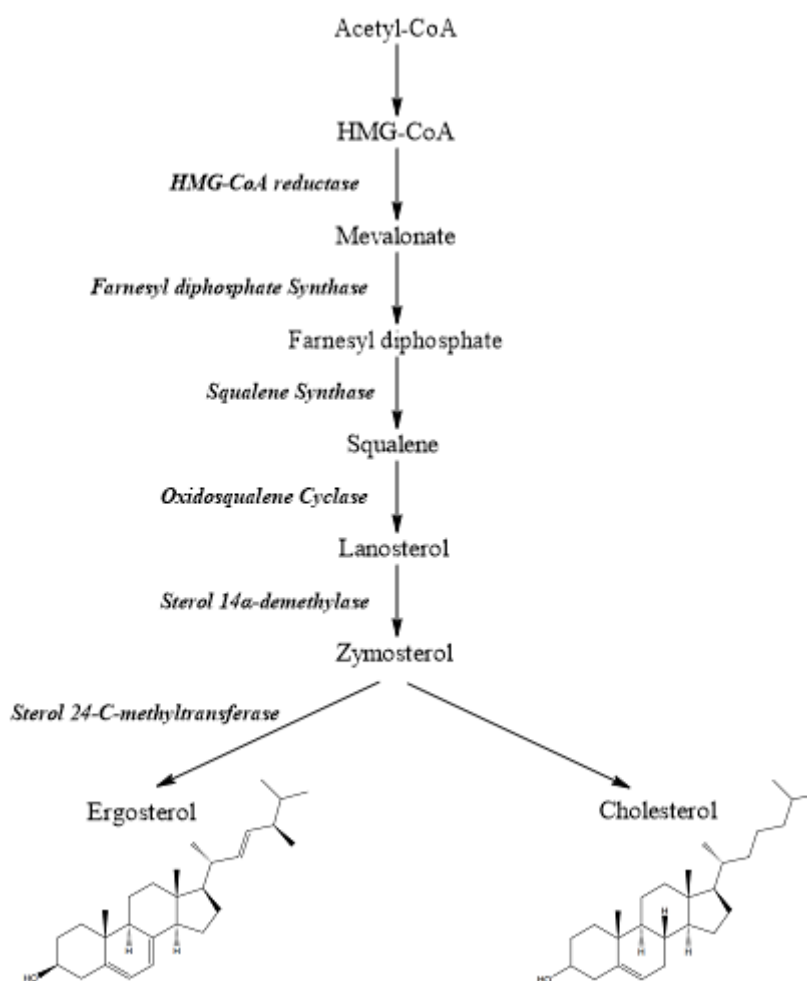 Acetyl-CoA
HMG-CoA
HMG-CoA reductase
Mevalonate
Farnesyl diphosphate Synthase
Farnesyl diphosphate
Squalene Synthase
Squalene
Oxidosqualene Cyclase
Lanosterol
Sterol 14α-demethylase
Zymosterol
Sterol 24-C-methyltransferase
Ergosterol
Cholesterol
H
H
H
H
H
HO
HO